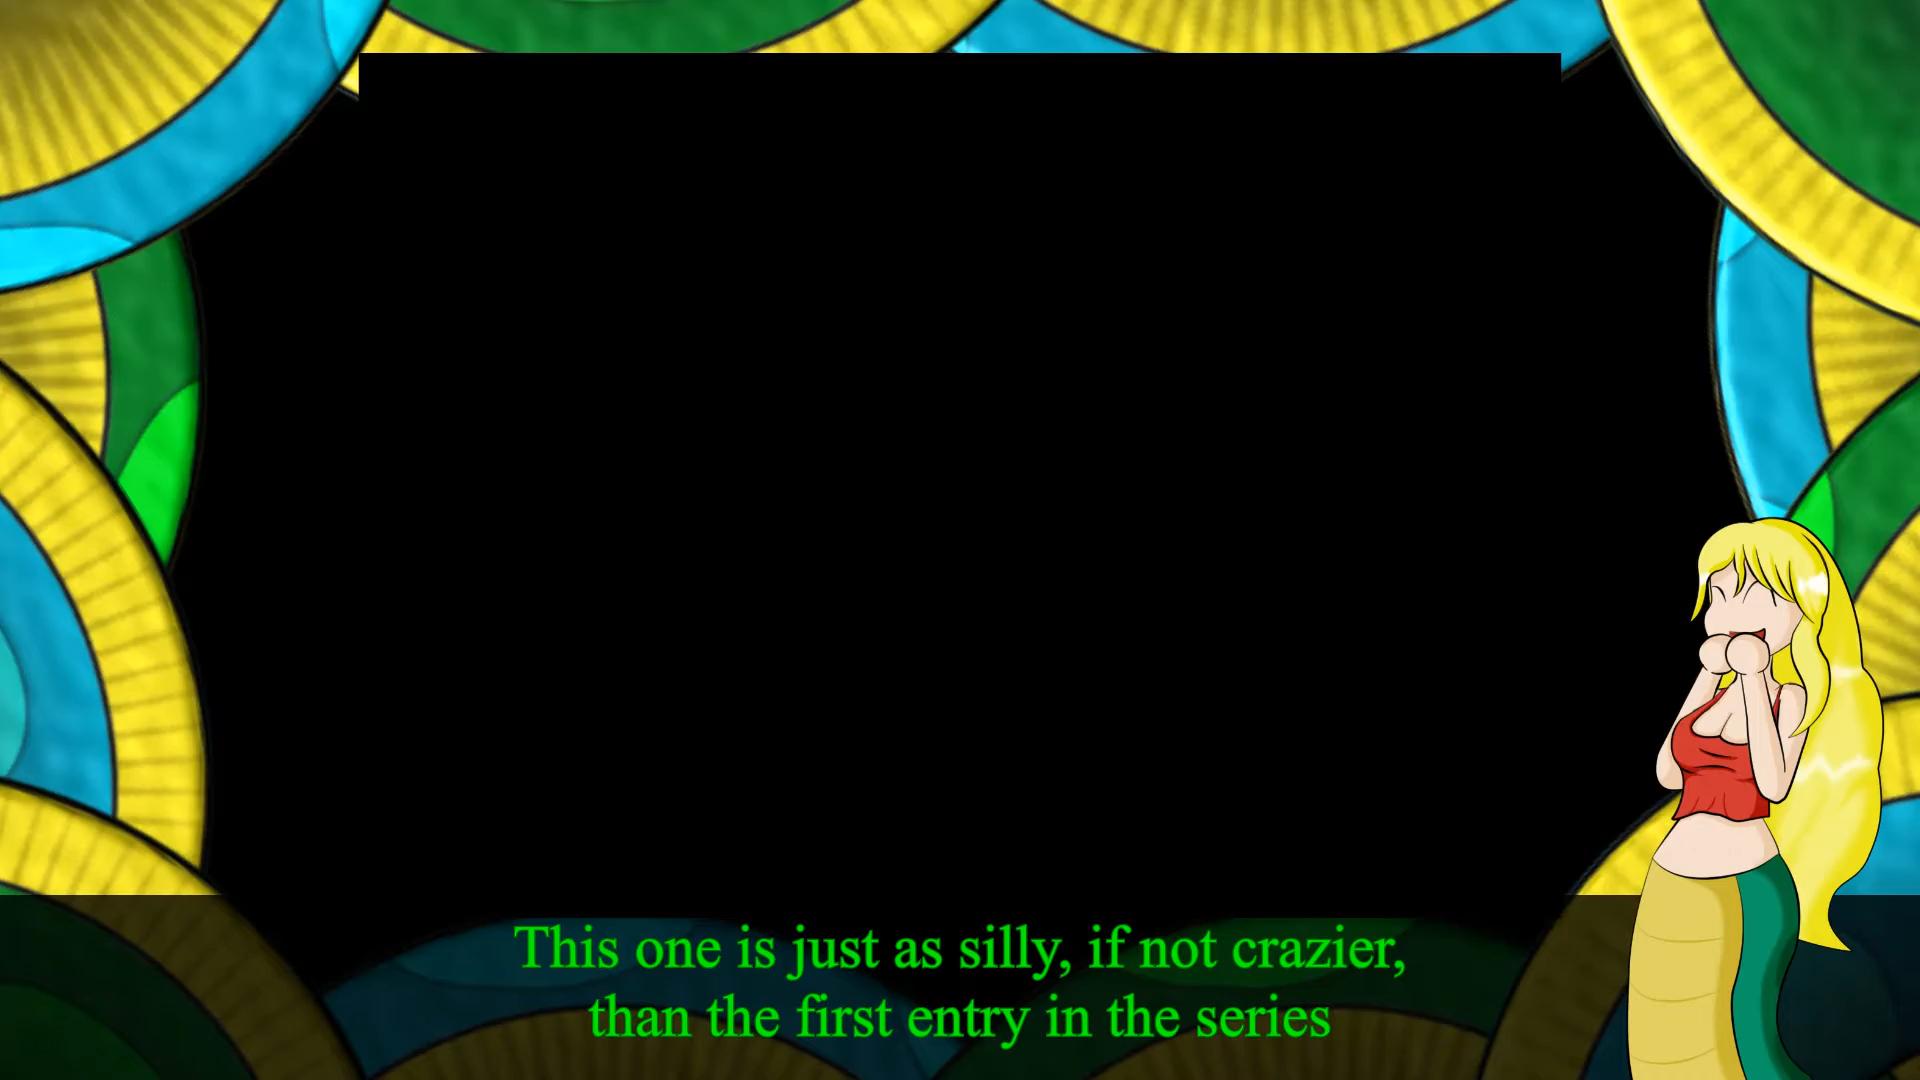 This one is just as silly, if not crazier,
than the first entry in the series